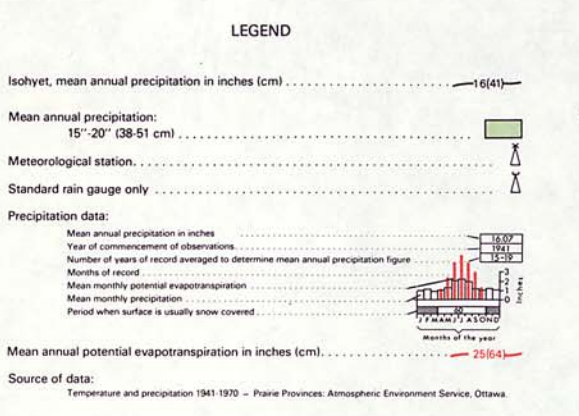 LEGEND
Isohyet, mean annual precipitation in inches (cm) 16(41)
Mean annual precipitation:
15"-20" (38-51 cm)
Meteorological station
Standard rain gauge only
Precipitation data:
Mean annual precipitation in inches 16.07
Year of commencement of observations 1941
Number of years of record averaged to determine mean annual precipitation figure 15-19
Months of record
Mean monthly potential evapotranspiration
Mean monthly precipitation
Period when surface is usually snow covered
3
2
1
0
Inches
J F M A M J J A S O N D
Months of the year
Mean annual potential evapotranspiration in inches (cm) 25(64)
Source of data:
Temperature and precipitation 1941-1970 – Prairie Provinces: Atmospheric Environment Service, Ottawa.